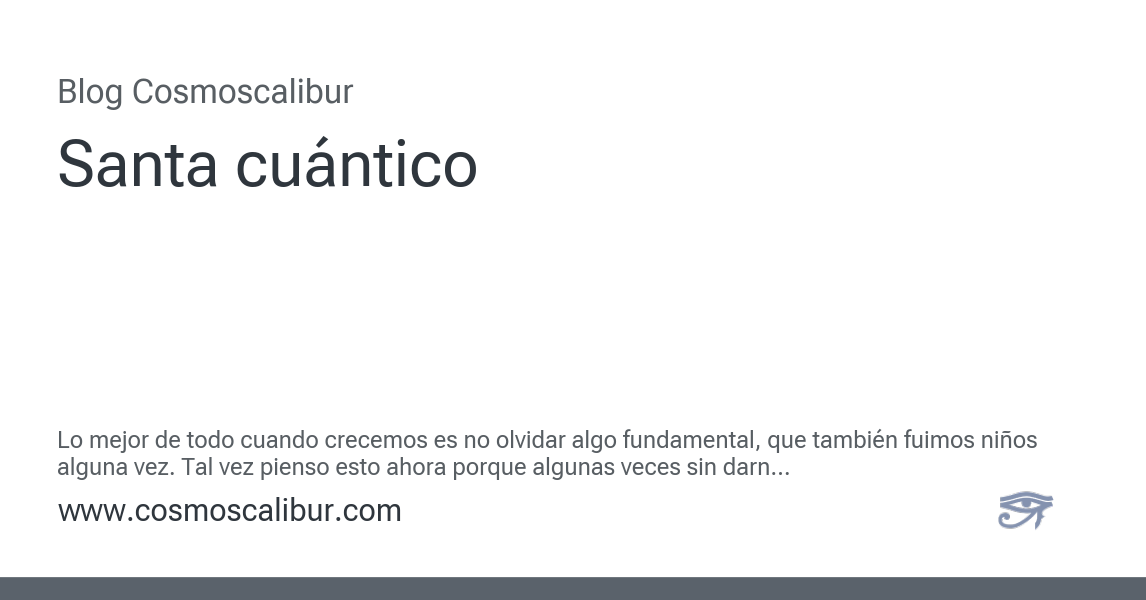 Blog Cosmoscalibur
Santa cuántico
Lo mejor de todo cuando crecemos es no olvidar algo fundamental, que también fuimos niños
alguna vez. Tal vez pienso esto ahora porque algunas veces sin darn...
www.cosmoscalibur.com